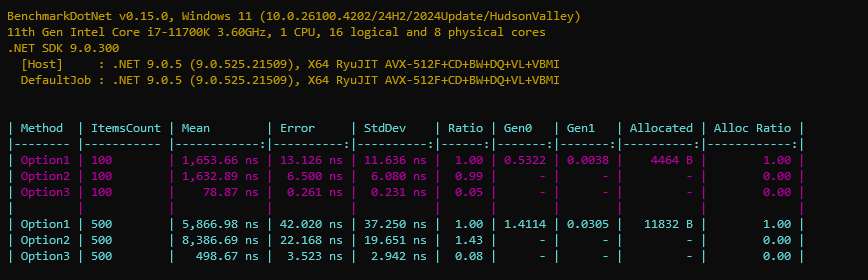 BenchmarkDotNet v0.15.0, Windows 11 (10.0.26100.4202/24H2/2024Update/HudsonValley)
11th Gen Intel Core i7-11700K 3.60GHz, 1 CPU, 16 logical and 8 physical cores
.NET SDK 9.0.300
  [Host]     : .NET 9.0.5 (9.0.525.21509), X64 RyuJIT AVX-512F+CD+BW+DQ+VL+VBMI
  DefaultJob : .NET 9.0.5 (9.0.525.21509), X64 RyuJIT AVX-512F+CD+BW+DQ+VL+VBMI
| Method  | ItemsCount | Mean        | Error     | StdDev    | Ratio | Gen0   | Gen1   | Allocated | Alloc Ratio |
|-------- |----------- |------------:|----------:|----------:|------:|-------:|-------:|----------:|------------:|
| Option1 | 100        | 1,653.66 ns | 13.126 ns | 11.636 ns |  1.00 | 0.5322 | 0.0038 |    4464 B |        1.00 |
| Option2 | 100        | 1,632.89 ns |  6.500 ns |  6.080 ns |  0.99 |      - |      - |         - |        0.00 |
| Option3 | 100        |    78.87 ns |  0.261 ns |  0.231 ns |  0.05 |      - |      - |         - |        0.00 |
|         |            |             |           |           |       |        |        |           |             |
| Option1 | 500        | 5,866.98 ns | 42.020 ns | 37.250 ns |  1.00 | 1.4114 | 0.0305 |   11832 B |        1.00 |
| Option2 | 500        | 8,386.69 ns | 22.168 ns | 19.651 ns |  1.43 |      - |      - |         - |        0.00 |
| Option3 | 500        |   498.67 ns |  3.523 ns |  2.942 ns |  0.08 |      - |      - |         - |        0.00 |